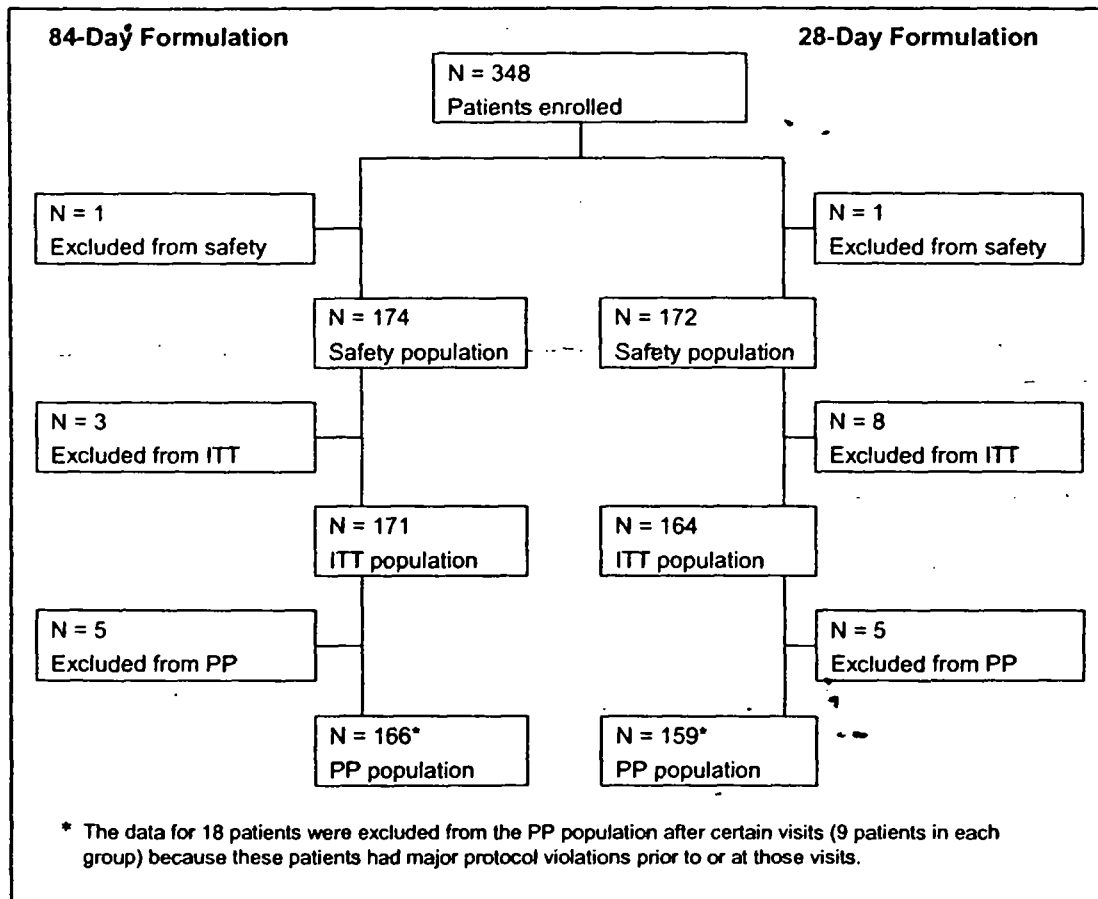 84-Day Formulation
28-Day Formulation
N = 348
Patients enrolled
N = 1
Excluded from safety
N = 1
Excluded from safety
N = 174
Safety population
N = 172
Safety population
N = 3
Excluded from ITT
N = 8
Excluded from ITT
N = 171
ITT population
N = 164
ITT population
N = 5
Excluded from PP
N = 5
Excluded from PP
N = 166*
PP population
N = 159*
PP population
* The data for 18 patients were excluded from the PP population after certain visits (9 patients in each
group) because these patients had major protocol violations prior to or at those visits.